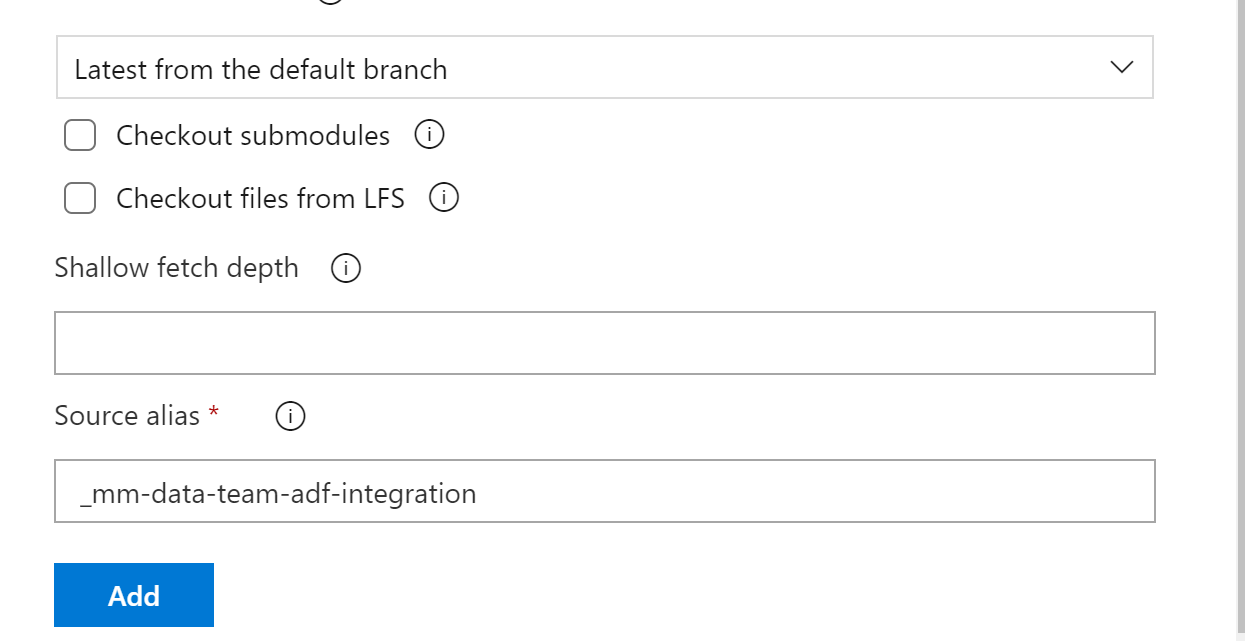 Latest from the default branch
Checkout submodules
Checkout files from LFS
Shallow fetch depth
Source alias *
_mm-data-team-adf-integration
Add